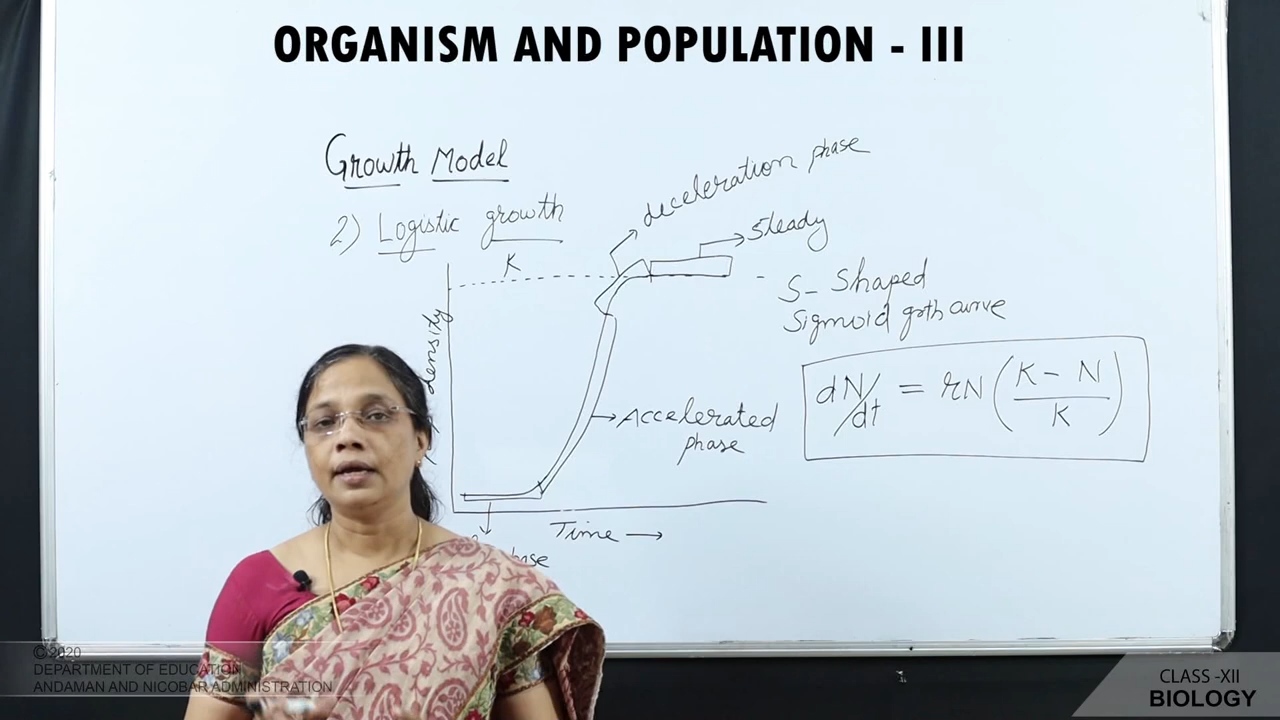 ORGANISM AND POPULATION - III
Growth Model
2) Logistic growth
deceleration phase
Steady
K
S- Shaped
Sigmoid goth curve
density
dN/dt = rN (K - N / K)
Accelerated
phase
Time
©2020
DEPARTMENT OF EDUCATION
ANDAMAN AND NICOBAR ADMINISTRATION
CLASS -XII
BIOLOGY